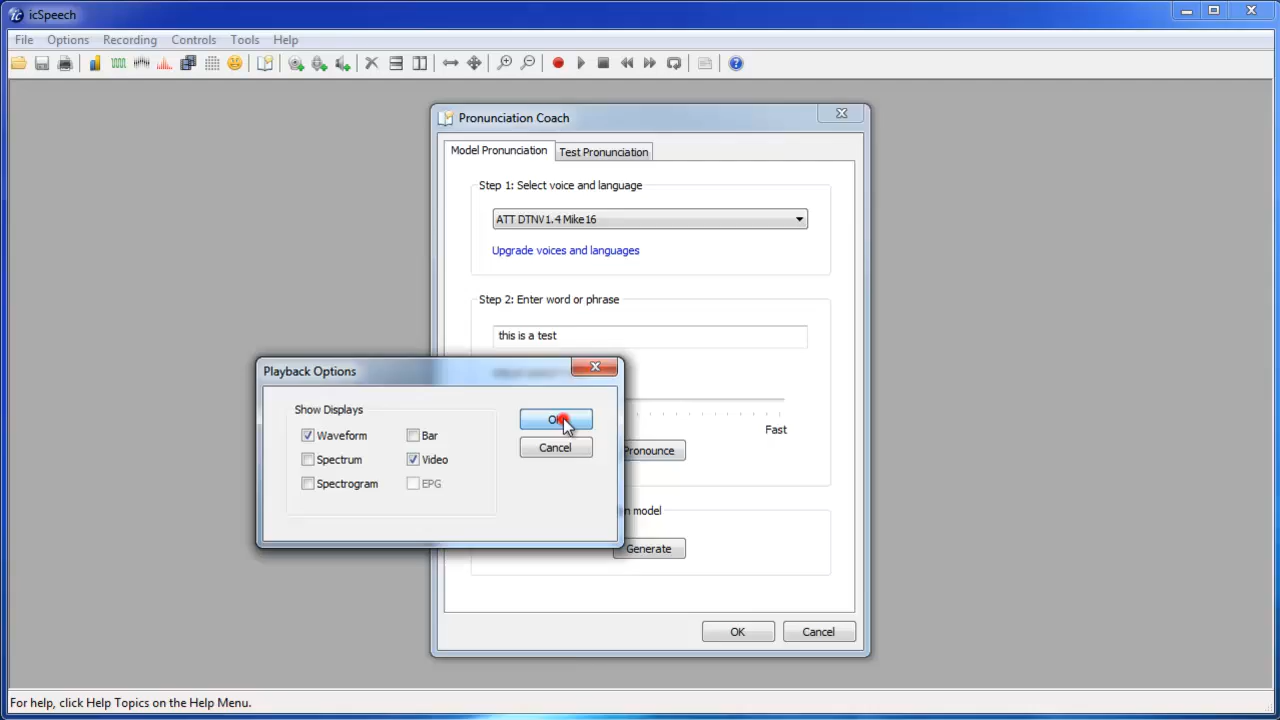 icSpeech
File Options Recording Controls Tools Help
Pronunciation Coach
Model Pronunciation Test Pronunciation
Step 1: Select voice and language
ATT DTNV1.4 Mike16
Upgrade voices and languages
Step 2: Enter word or phrase
this is a test
Playback Options
Show Displays
Waveform Bar
Spectrum Video
Spectrogram EPG
Cancel
Fast
Pronounce
model
Generate
OK Cancel
For help, click Help Topics on the Help Menu.